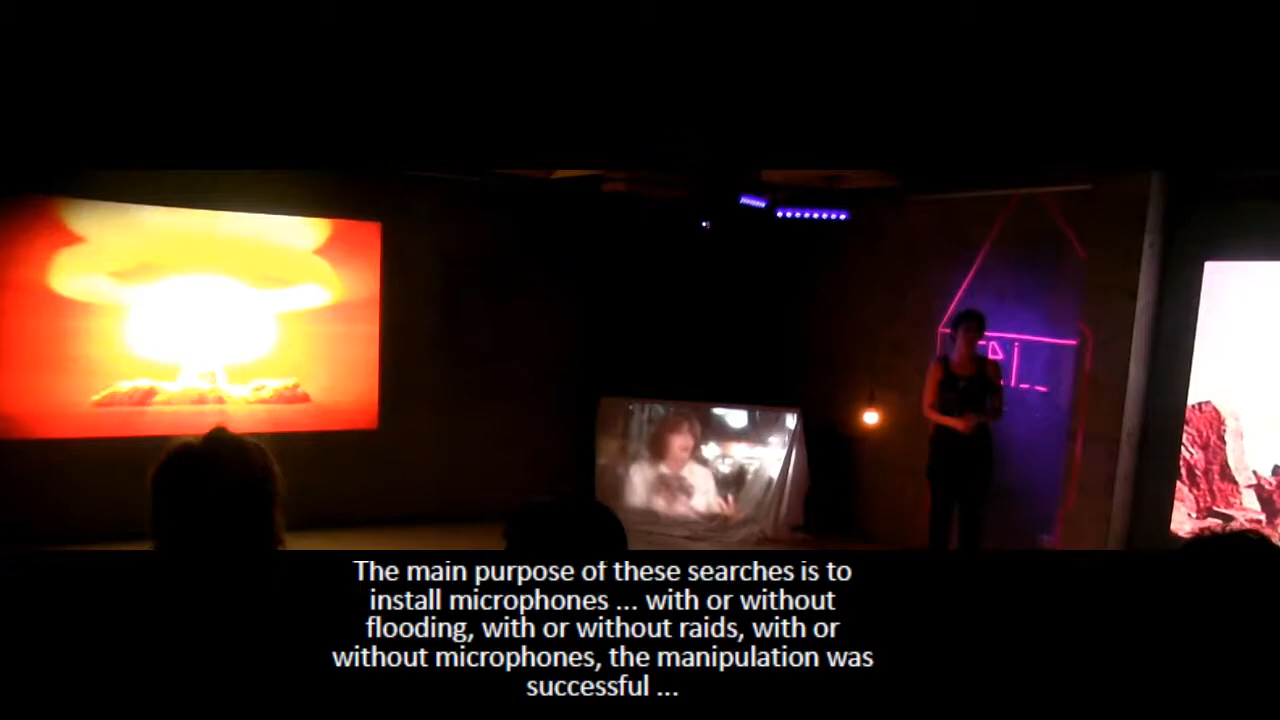 The main purpose of these searches is to
install microphones ... with or without
flooding, with or without raids, with or
without microphones, the manipulation was
successful ...